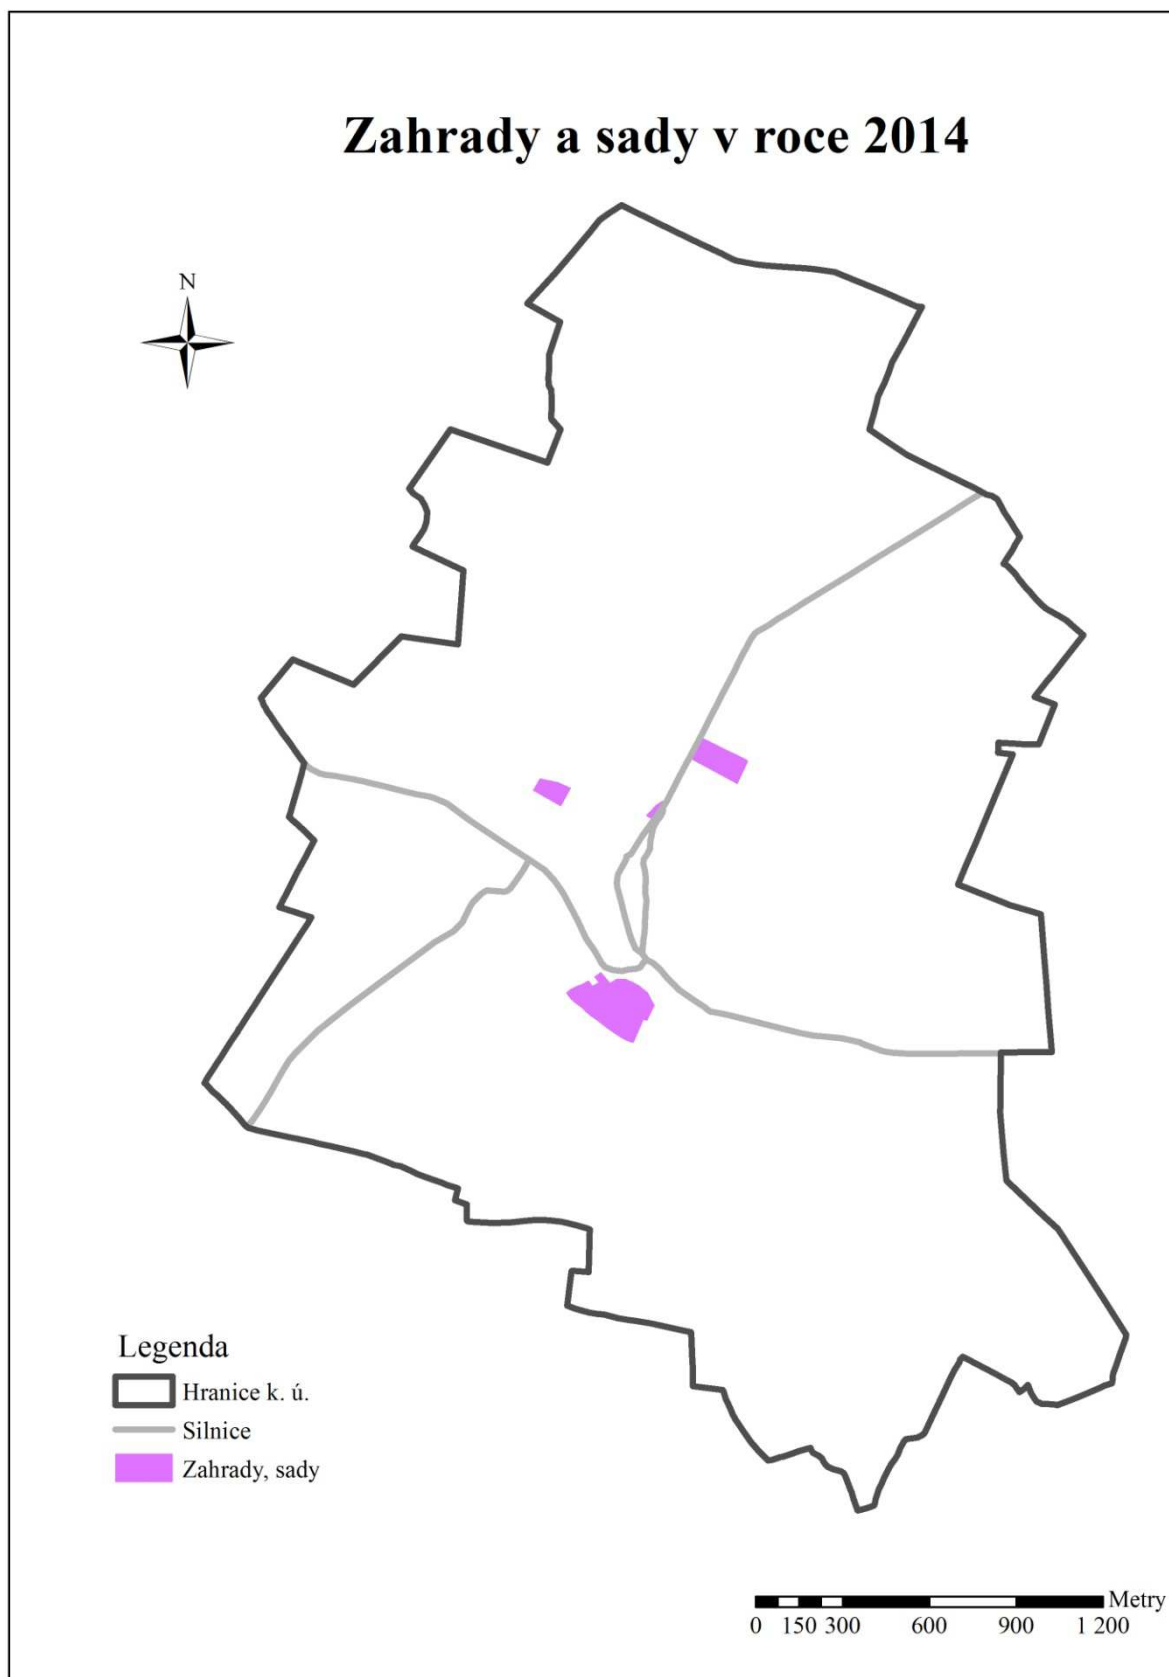 Zahrady a sady v roce 2014
N
Legenda
Hranice k. ú.
Silnice
Zahrady, sady
Metry
0 150 300 600 900 1 200